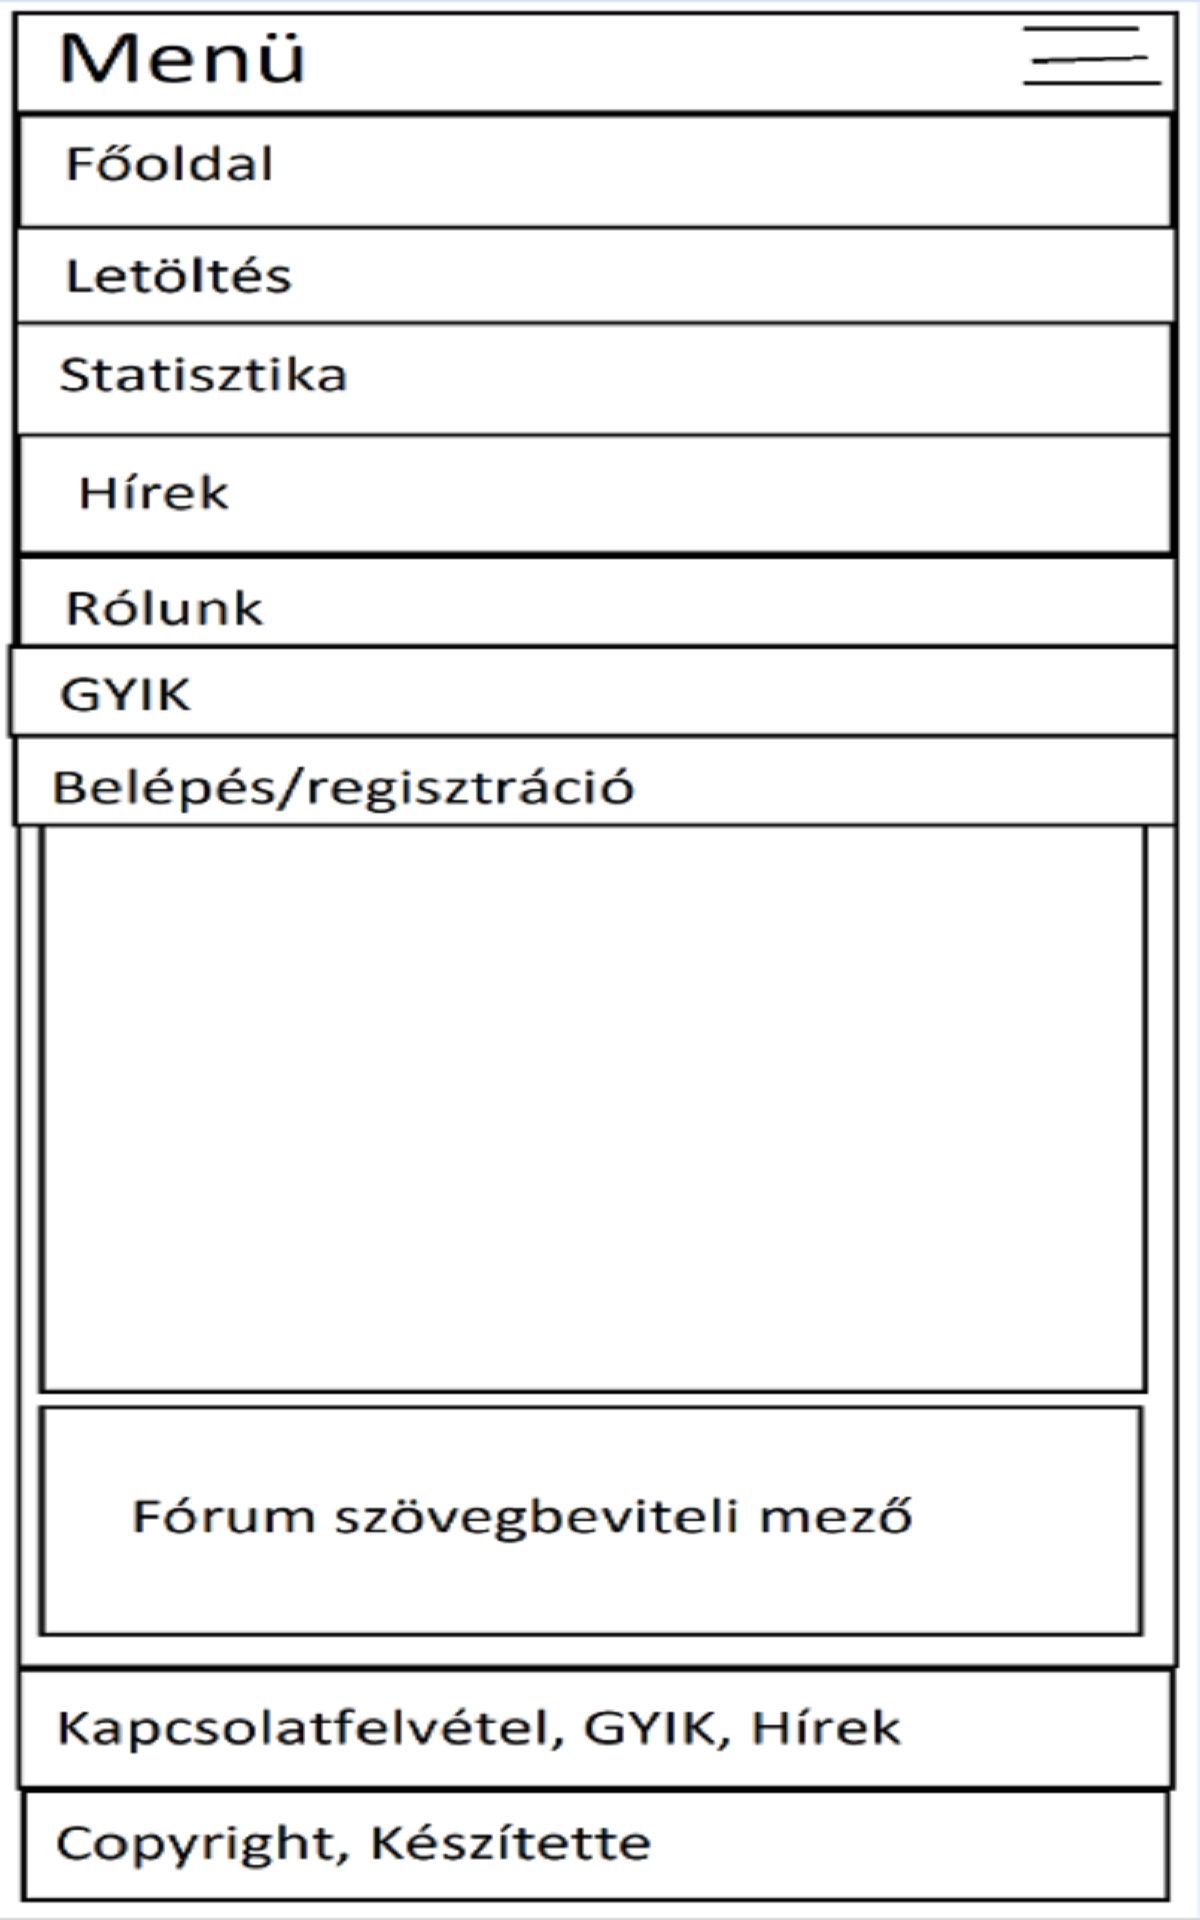 Menü
Főoldal
Letöltés
Statisztika
Hírek
Rólunk
GYIK
Belépés/regisztráció
Fórum szövegbeviteli mező
Kapcsolatfelvétel, GYIK, Hírek
Copyright, Készítette